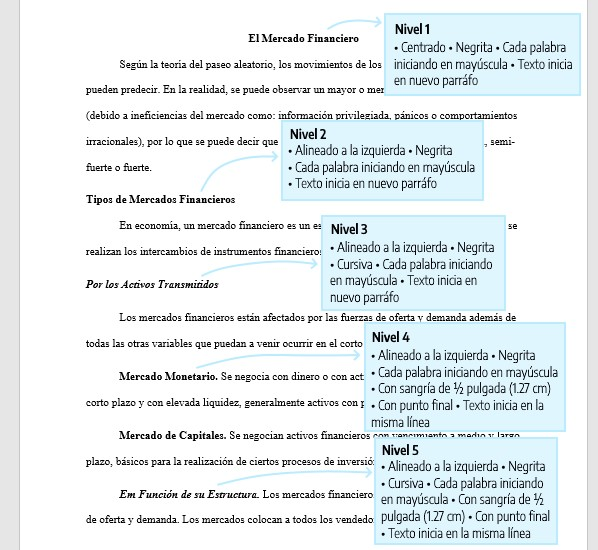 El Mercado Financiero
Nivel 1
• Centrado • Negrita • Cada palabra
iniciando en mayúscula • Texto inicia
en nuevo parráfo
Según la teoría del paseo aleatorio, los movimientos de los
pueden predecir. En la realidad, se puede observar un mayor o
(debido a ineficiencias del mercado como: información privilegiada, pánicos o comportamientos
irracionales), por lo que se puede decir que
, semi-
fuerte o fuerte.
Nivel 2
• Alineado a la izquierda • Negrita
• Cada palabra iniciando en mayúscula
• Texto inicia en nuevo parráfo
Tipos de Mercados Financieros
En economía, un mercado financiero es un
se
realizan los intercambios de instrumentos financieros
Nivel 3
• Alineado a la izquierda • Negrita
• Cursiva • Cada palabra iniciando
en mayúscula • Texto inicia en
nuevo parráfo
Por los Activos Transmitidos
Los mercados financieros están afectados por las fuerzas de oferta y demanda además de
todas las otras variables que puedan a venir ocurrir en el corto
Nivel 4
• Alineado a la izquierda • Negrita
• Cada palabra iniciando en mayúscula
• Con sangría de ½ pulgada (1.27 cm)
• Con punto final • Texto inicia en la
misma línea
Mercado Monetario. Se negocia con dinero o con
corto plazo y con elevada liquidez, generalmente activos con
Mercado de Capitales. Se negocian activos financieros con vencimiento a medio y largo
plazo, básicos para la realización de ciertos procesos de
Nivel 5
• Alineado a la izquierda • Negrita
• Cursiva • Cada palabra iniciando
en mayúscula • Con sangría de ½
pulgada (1.27 cm) • Con punto final
• Texto inicia en la misma línea
Em Función de su Estructura. Los mercados
de oferta y demanda. Los mercados colocan a todos los